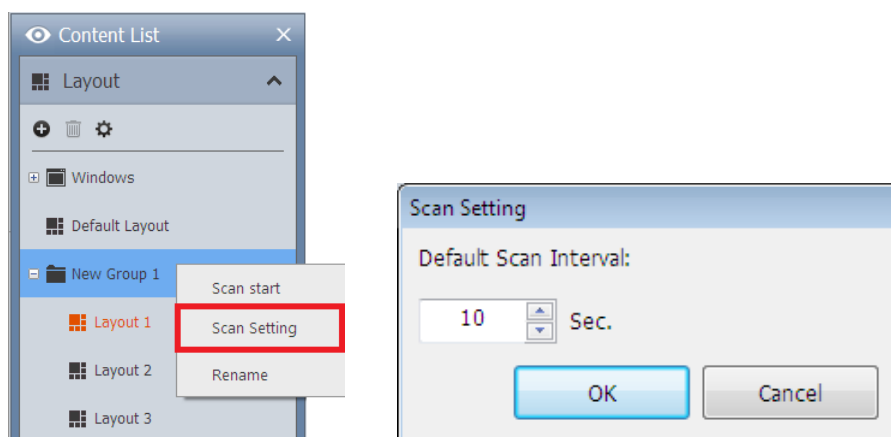 Content List
Layout
Windows
Default Layout
New Group 1
Scan start
Layout 1
Scan Setting
Layout 2
Rename
Layout 3
Scan Setting
Default Scan Interval:
10 Sec.
OK Cancel